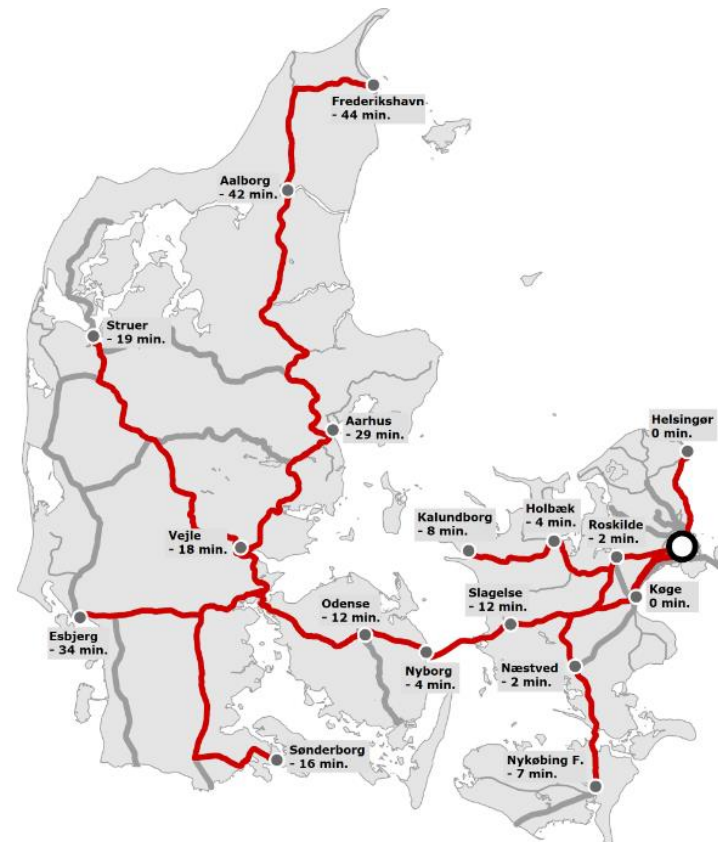 Frederikshavn
- 44 min.
Aalborg
- 42 min.
Struer
- 19 min.
Aarhus
- 29 min.
Helsingør
0 min.
Kalundborg
- 8 min.
Holbæk
- 4 min.
Roskilde
- 2 min.
Vejle
- 18 min.
Esbjerg
- 34 min.
Odense
- 12 min.
Slagelse
- 12 min.
Køge
0 min.
Nyborg
- 4 min.
Næstved
- 2 min.
Sønderborg
- 16 min.
Nykøbing F.
- 7 min.